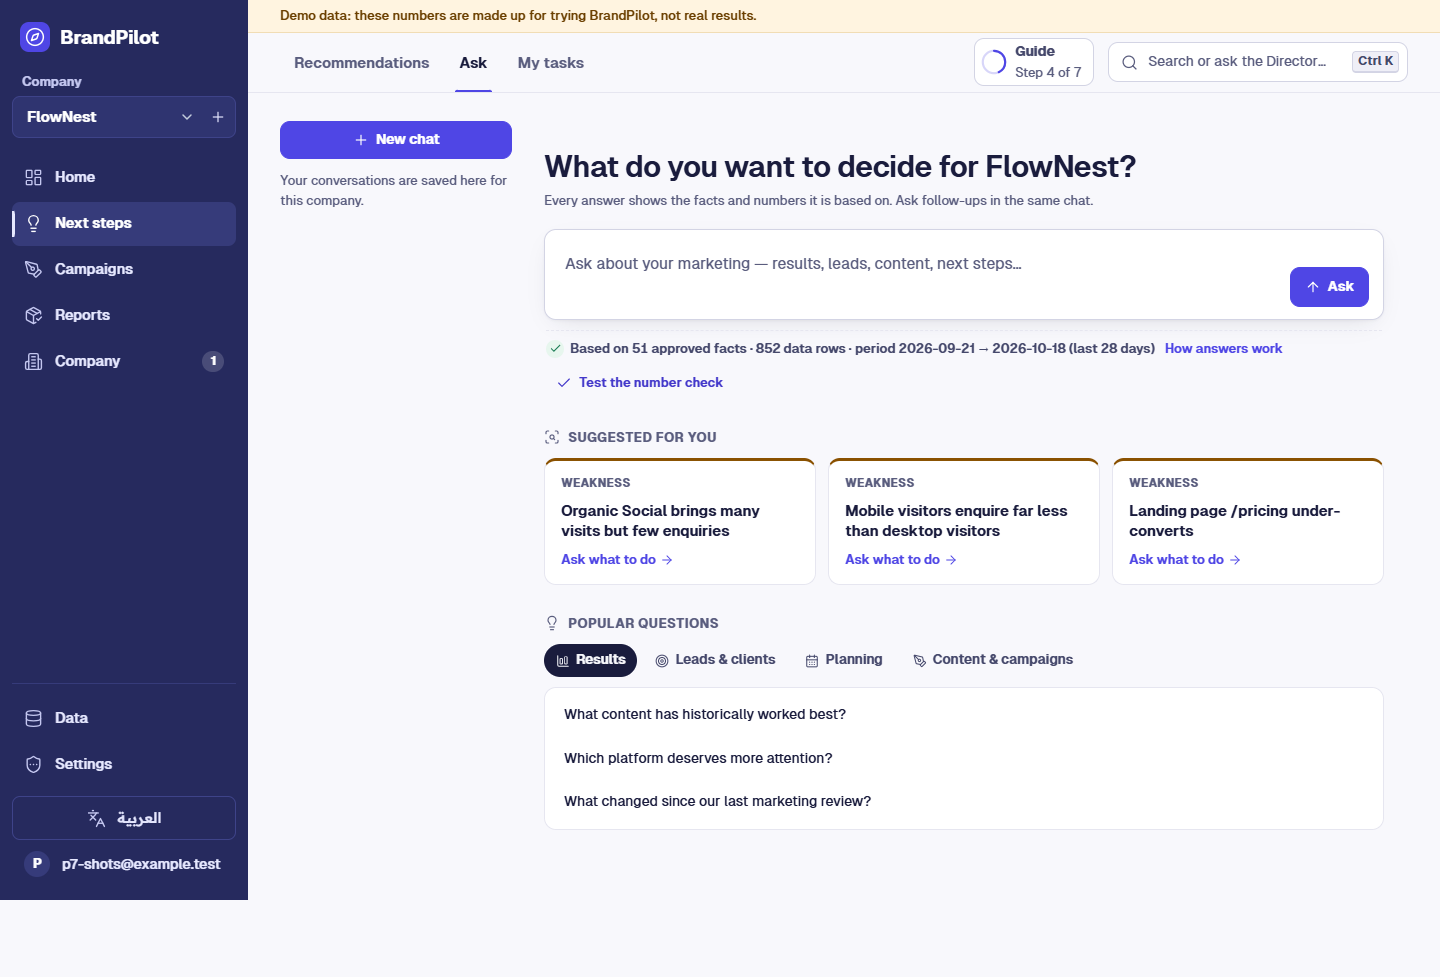 BrandPilot
Company
FlowNest
Home
Next steps
Campaigns
Reports
Company 1
Data
Settings
العربية
P p7-shots@example.test
Demo data: these numbers are made up for trying BrandPilot, not real results.
Recommendations Ask My tasks
Guide
Step 4 of 7
Search or ask the Director... Ctrl K
New chat
Your conversations are saved here for
this company.
What do you want to decide for FlowNest?
Every answer shows the facts and numbers it is based on. Ask follow-ups in the same chat.
Ask about your marketing — results, leads, content, next steps...
Ask
Based on 51 approved facts · 852 data rows · period 2026-09-21 → 2026-10-18 (last 28 days) How answers work
Test the number check
SUGGESTED FOR YOU
WEAKNESS
Organic Social brings many
visits but few enquiries
Ask what to do →
WEAKNESS
Mobile visitors enquire far less
than desktop visitors
Ask what to do →
WEAKNESS
Landing page /pricing under-
converts
Ask what to do →
POPULAR QUESTIONS
Results Leads & clients Planning Content & campaigns
What content has historically worked best?
Which platform deserves more attention?
What changed since our last marketing review?